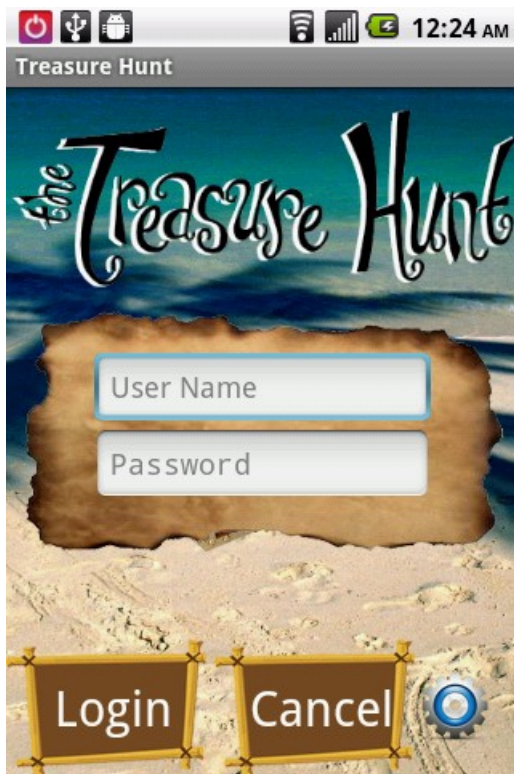 12:24 AM
Treasure Hunt
the Treasure Hunt
User Name
Password
Login Cancel